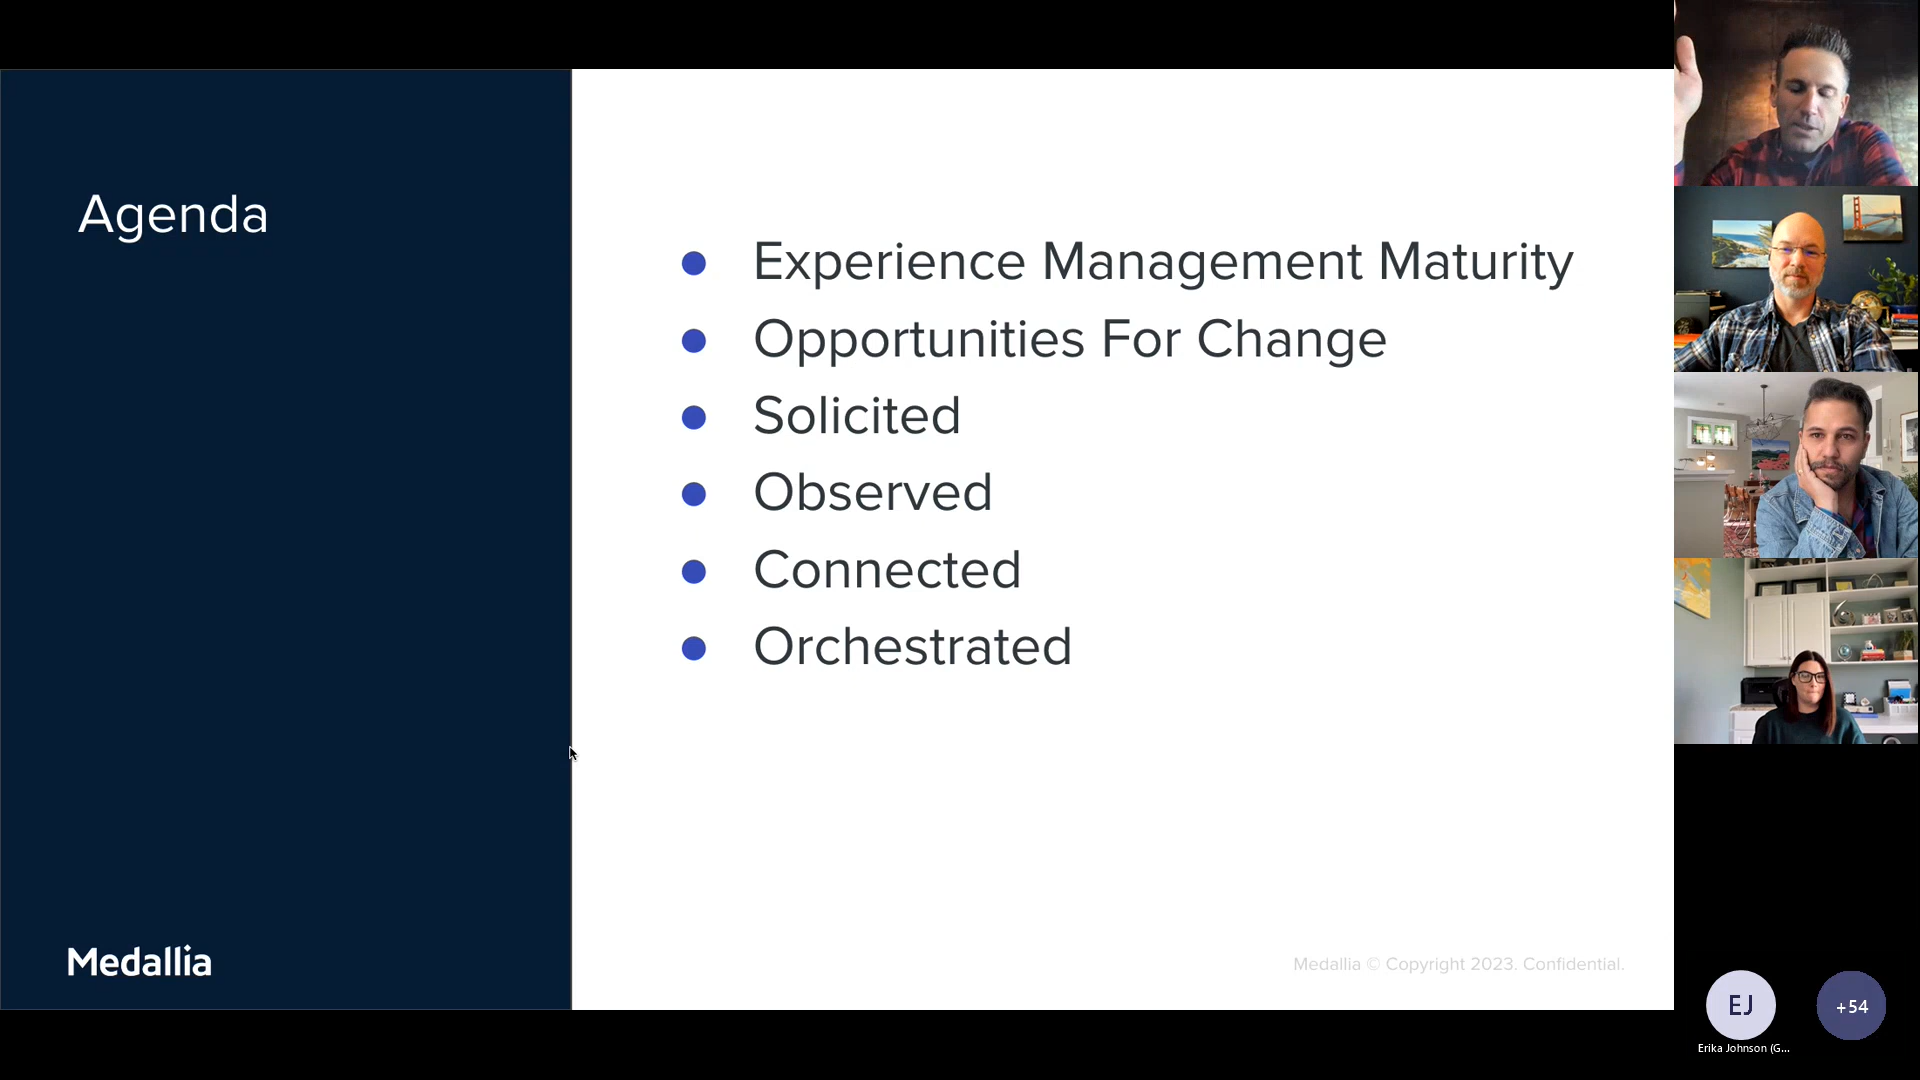 Agenda
Experience Management Maturity
Opportunities For Change
Solicited
Observed
Connected
Orchestrated
Medallia
Medallia © Copyright 2023. Confidential.
EJ
+54
Erika Johnson (G...